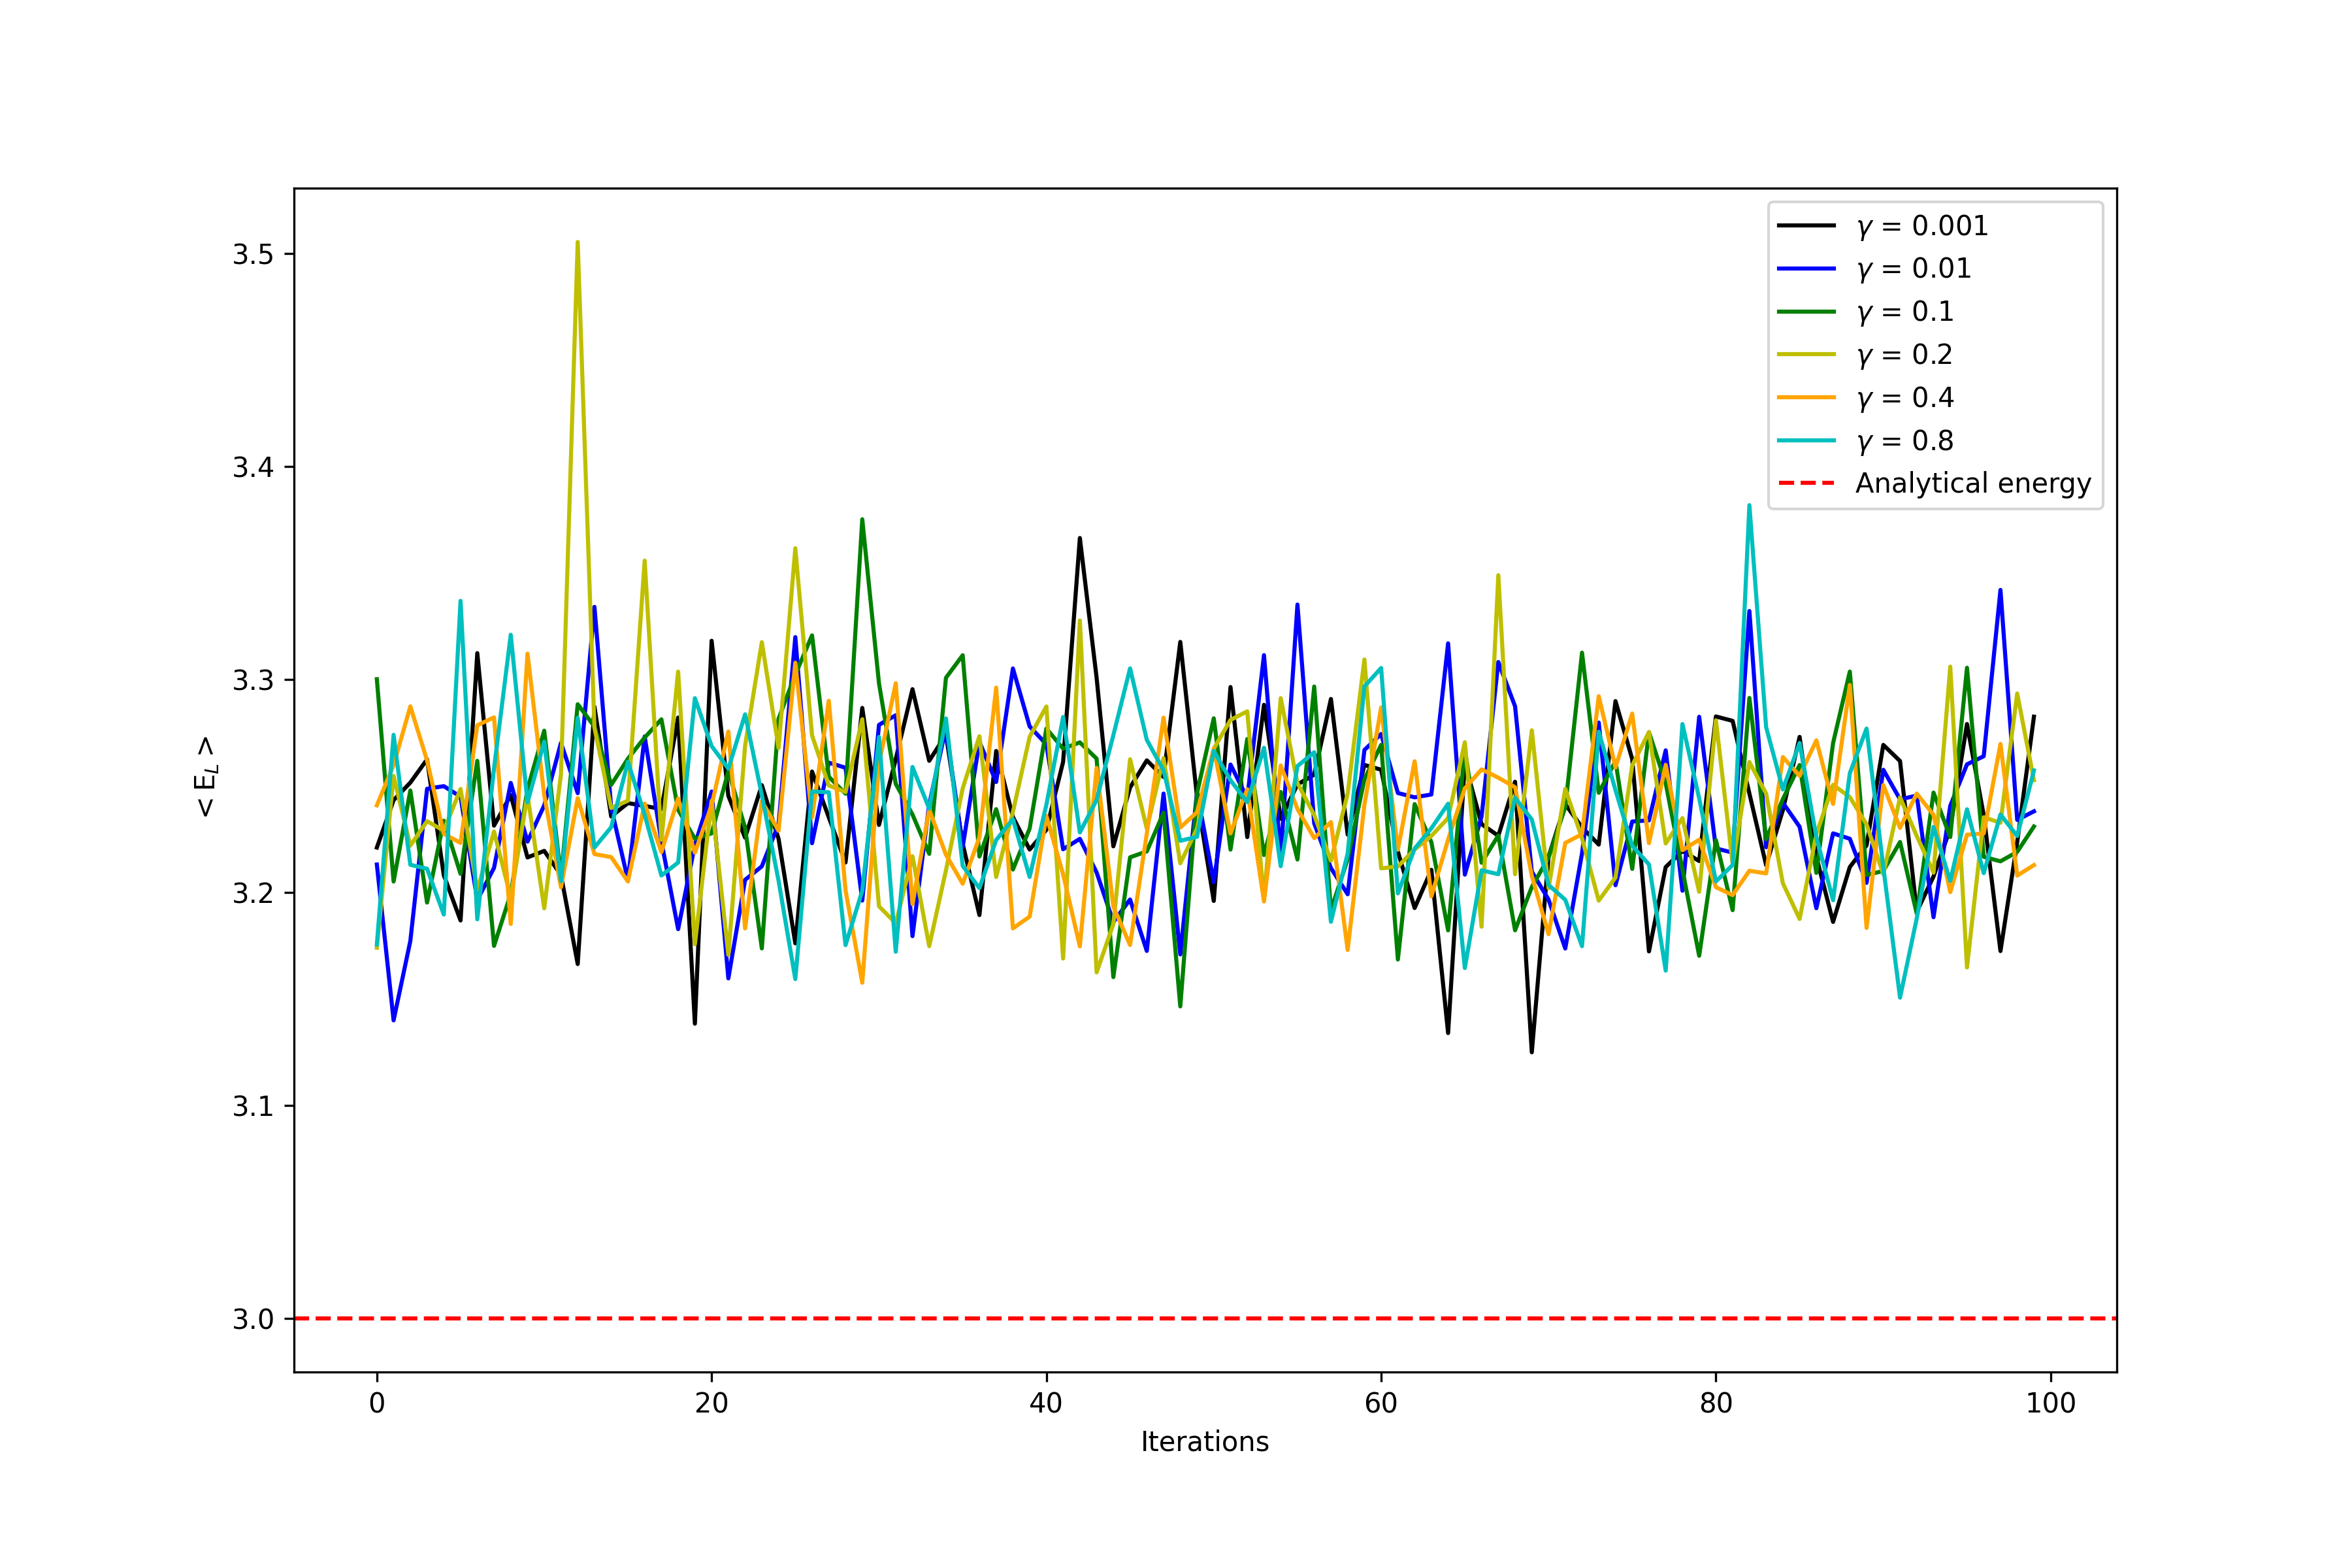 γ = 0.001
γ = 0.01
γ = 0.1
γ = 0.2
γ = 0.4
γ = 0.8
Analytical energy
3.5
3.4
3.3
3.2
3.1
3.0
<E_L>
0 20 40 60 80 100
Iterations